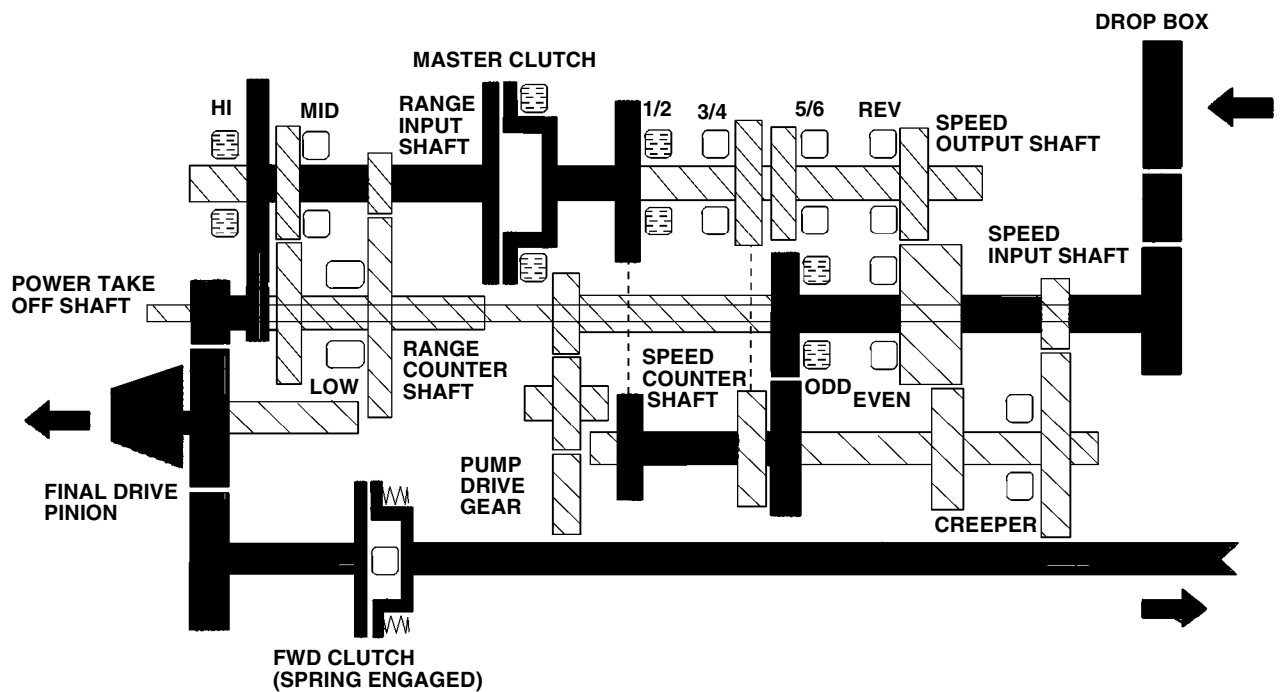 DROP BOX
MASTER CLUTCH
HI
MID
RANGE
INPUT
SHAFT
1/2
3/4
5/6
REV
SPEED
OUTPUT SHAFT
SPEED
INPUT SHAFT
POWER TAKE
OFF SHAFT
LOW
RANGE
COUNTER
SHAFT
SPEED
COUNTER
SHAFT
ODD
EVEN
PUMP
DRIVE
GEAR
FINAL DRIVE
PINION
CREEPER
FWD CLUTCH
(SPRING ENGAGED)